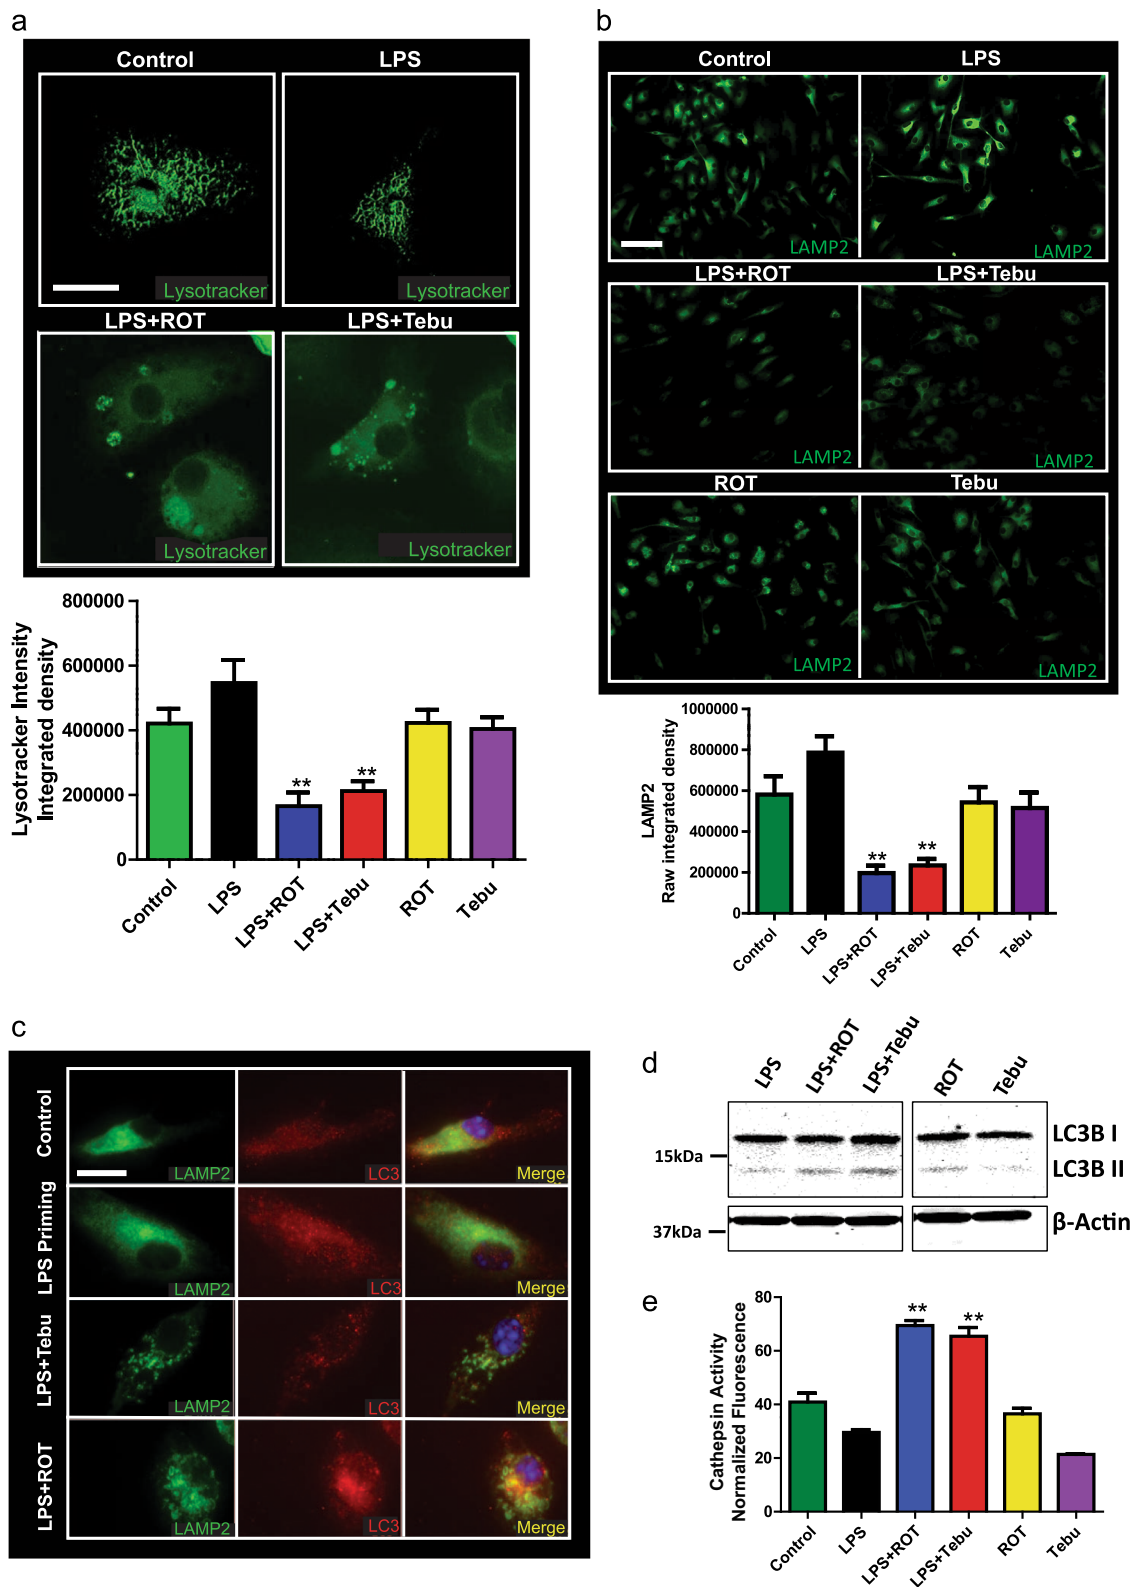 a
Control
LPS
Lysotracker
Lysotracker
LPS+ROT
LPS+Tebu
Lysotracker
Lysotracker
800000
600000
400000
200000
0
Lysotracker Intensity
Integrated density
**
**
Control
LPS
LPS+ROT
LPS+Tebu
ROT
Tebu
b
Control
LPS
LAMP2
LAMP2
LPS+ROT
LPS+Tebu
LAMP2
LAMP2
ROT
Tebu
LAMP2
LAMP2
1000000
800000
600000
400000
200000
0
LAMP2
Raw integrated density
**
**
Control
LPS
LPS+ROT
LPS+Tebu
ROT
Tebu
c
Control
LAMP2
LC3
Merge
LPS Priming
LAMP2
LC3
Merge
LPS+Tebu
LAMP2
LC3
Merge
LPS+ROT
LAMP2
LC3
Merge
d
LPS
LPS+ROT
LPS+Tebu
ROT
Tebu
15kDa
LC3B I
LC3B II
37kDa
β-Actin
e
80
60
40
20
0
Cathepsin Activity
Normalized Fluorescence
**
**
Control
LPS
LPS+ROT
LPS+Tebu
ROT
Tebu